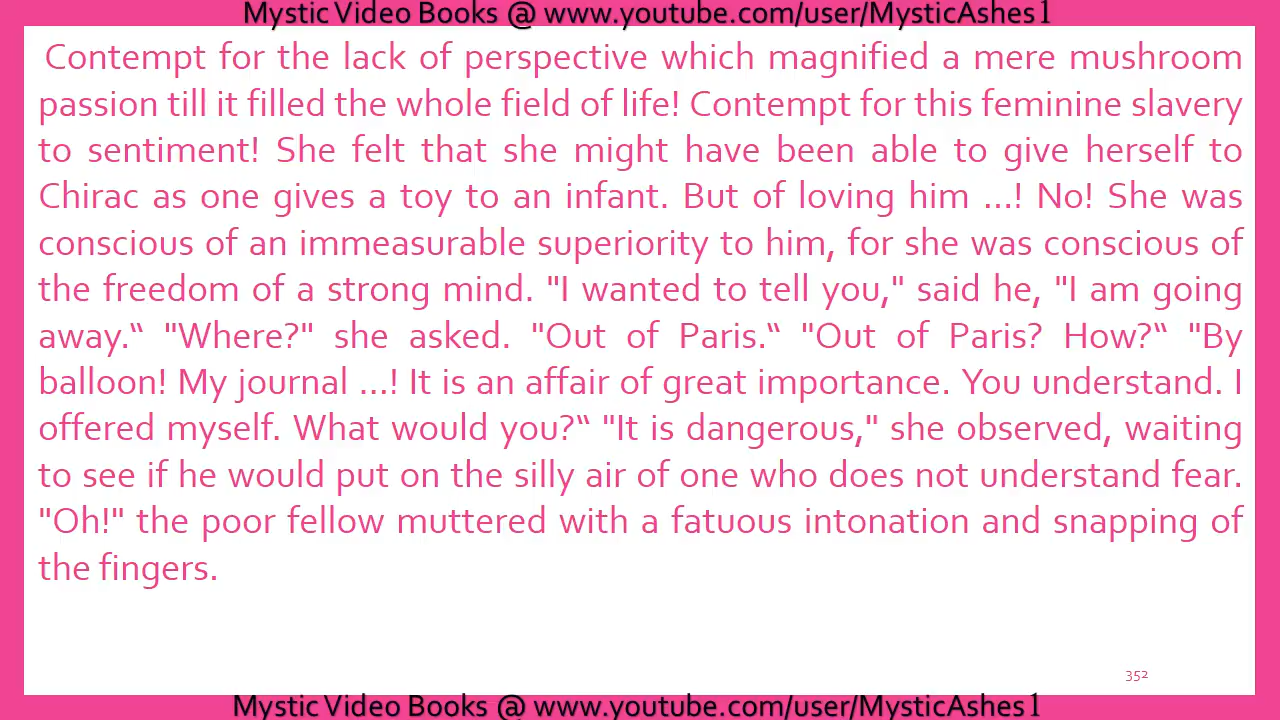 Mystic Video Books @ www.youtube.com/user/MysticAshes1
Contempt for the lack of perspective which magnified a mere mushroom
passion till it filled the whole field of life! Contempt for this feminine slavery
to sentiment! She felt that she might have been able to give herself to
Chirac as one gives a toy to an infant. But of loving him ...! No! She was
conscious of an immeasurable superiority to him, for she was conscious of
the freedom of a strong mind. "I wanted to tell you," said he, "I am going
away.“ "Where?" she asked. "Out of Paris.“ "Out of Paris? How?“ "By
balloon! My journal ...! It is an affair of great importance. You understand. I
offered myself. What would you?“ "It is dangerous," she observed, waiting
to see if he would put on the silly air of one who does not understand fear.
"Oh!" the poor fellow muttered with a fatuous intonation and snapping of
the fingers.
352
Mystic Video Books @ www.youtube.com/user/MysticAshes1